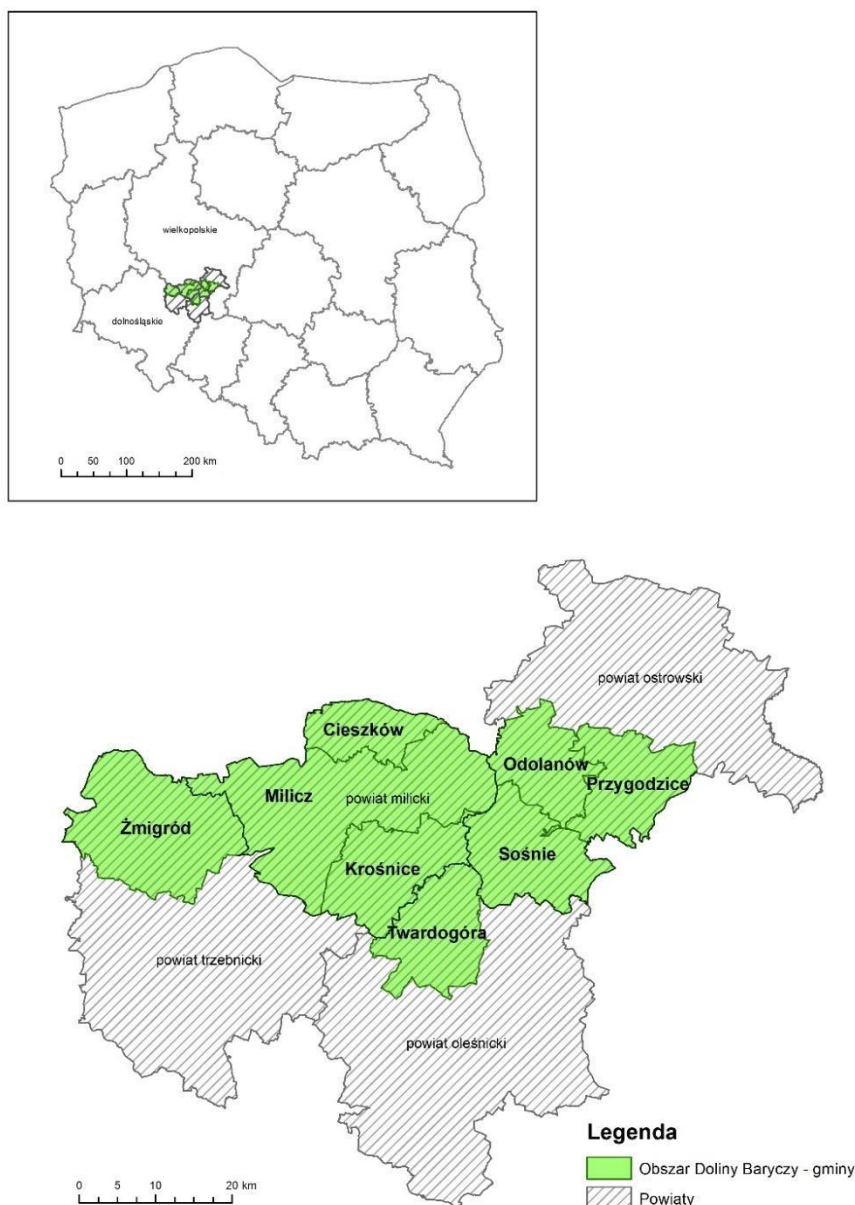 wielkopolskie
dolnośląskie
0 50 100 200 km
powiat ostrowski
Cieszków
Odolanów
Przygodzice
Milicz
powiat milicki
Żmigród
Sośnie
Krośnice
Twardogóra
powiat trzebnicki
powiat oleśnicki
Legenda
Obszar Doliny Baryczy - gminy
Powiaty
0 5 10 20 km